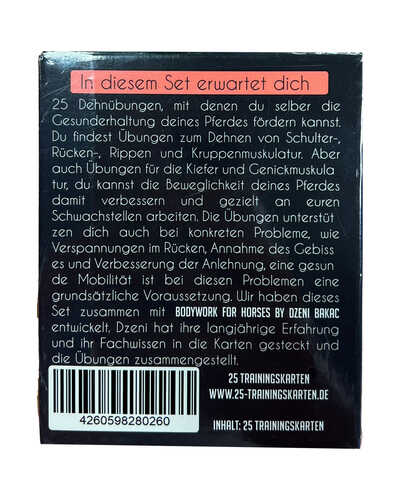 In diesem Set erwartet dich
25 Dehnübungen, mit denen du selber die
Gesunderhaltung deines Pferdes fördern kannst.
Du findest Übungen zum Dehnen von Schulter-,
Rücken-, Rippen und Kruppenmuskulatur. Aber
auch Übungen für die Kiefer und Genickmuskula
tur, du kannst die Beweglichkeit deines Pferdes
damit verbessern und gezielt an euren
Schwachstellen arbeiten. Die Übungen unterstüt
zen dich auch bei konkreten Probleme, wie
Verspannungen im Rücken, Annahme des Gebiss
es und Verbesserung der Anlehnung, eine gesun
de Mobilität ist bei diesen Problemen eine
grundsätzliche Voraussetzung. Wir haben dieses
Set zusammen mit BODYWORK FOR HORSES BY DZENI BAKAC
entwickelt, Dzeni hat ihre langjährige Erfahrung
und ihr Fachwissen in die Karten gesteckt und
die Übungen zusammengestellt.
25 TRAININGSKARTEN
WWW.25-TRAININGSKARTEN.DE
INHALT: 25 TRAININGSKARTEN
4260598280260